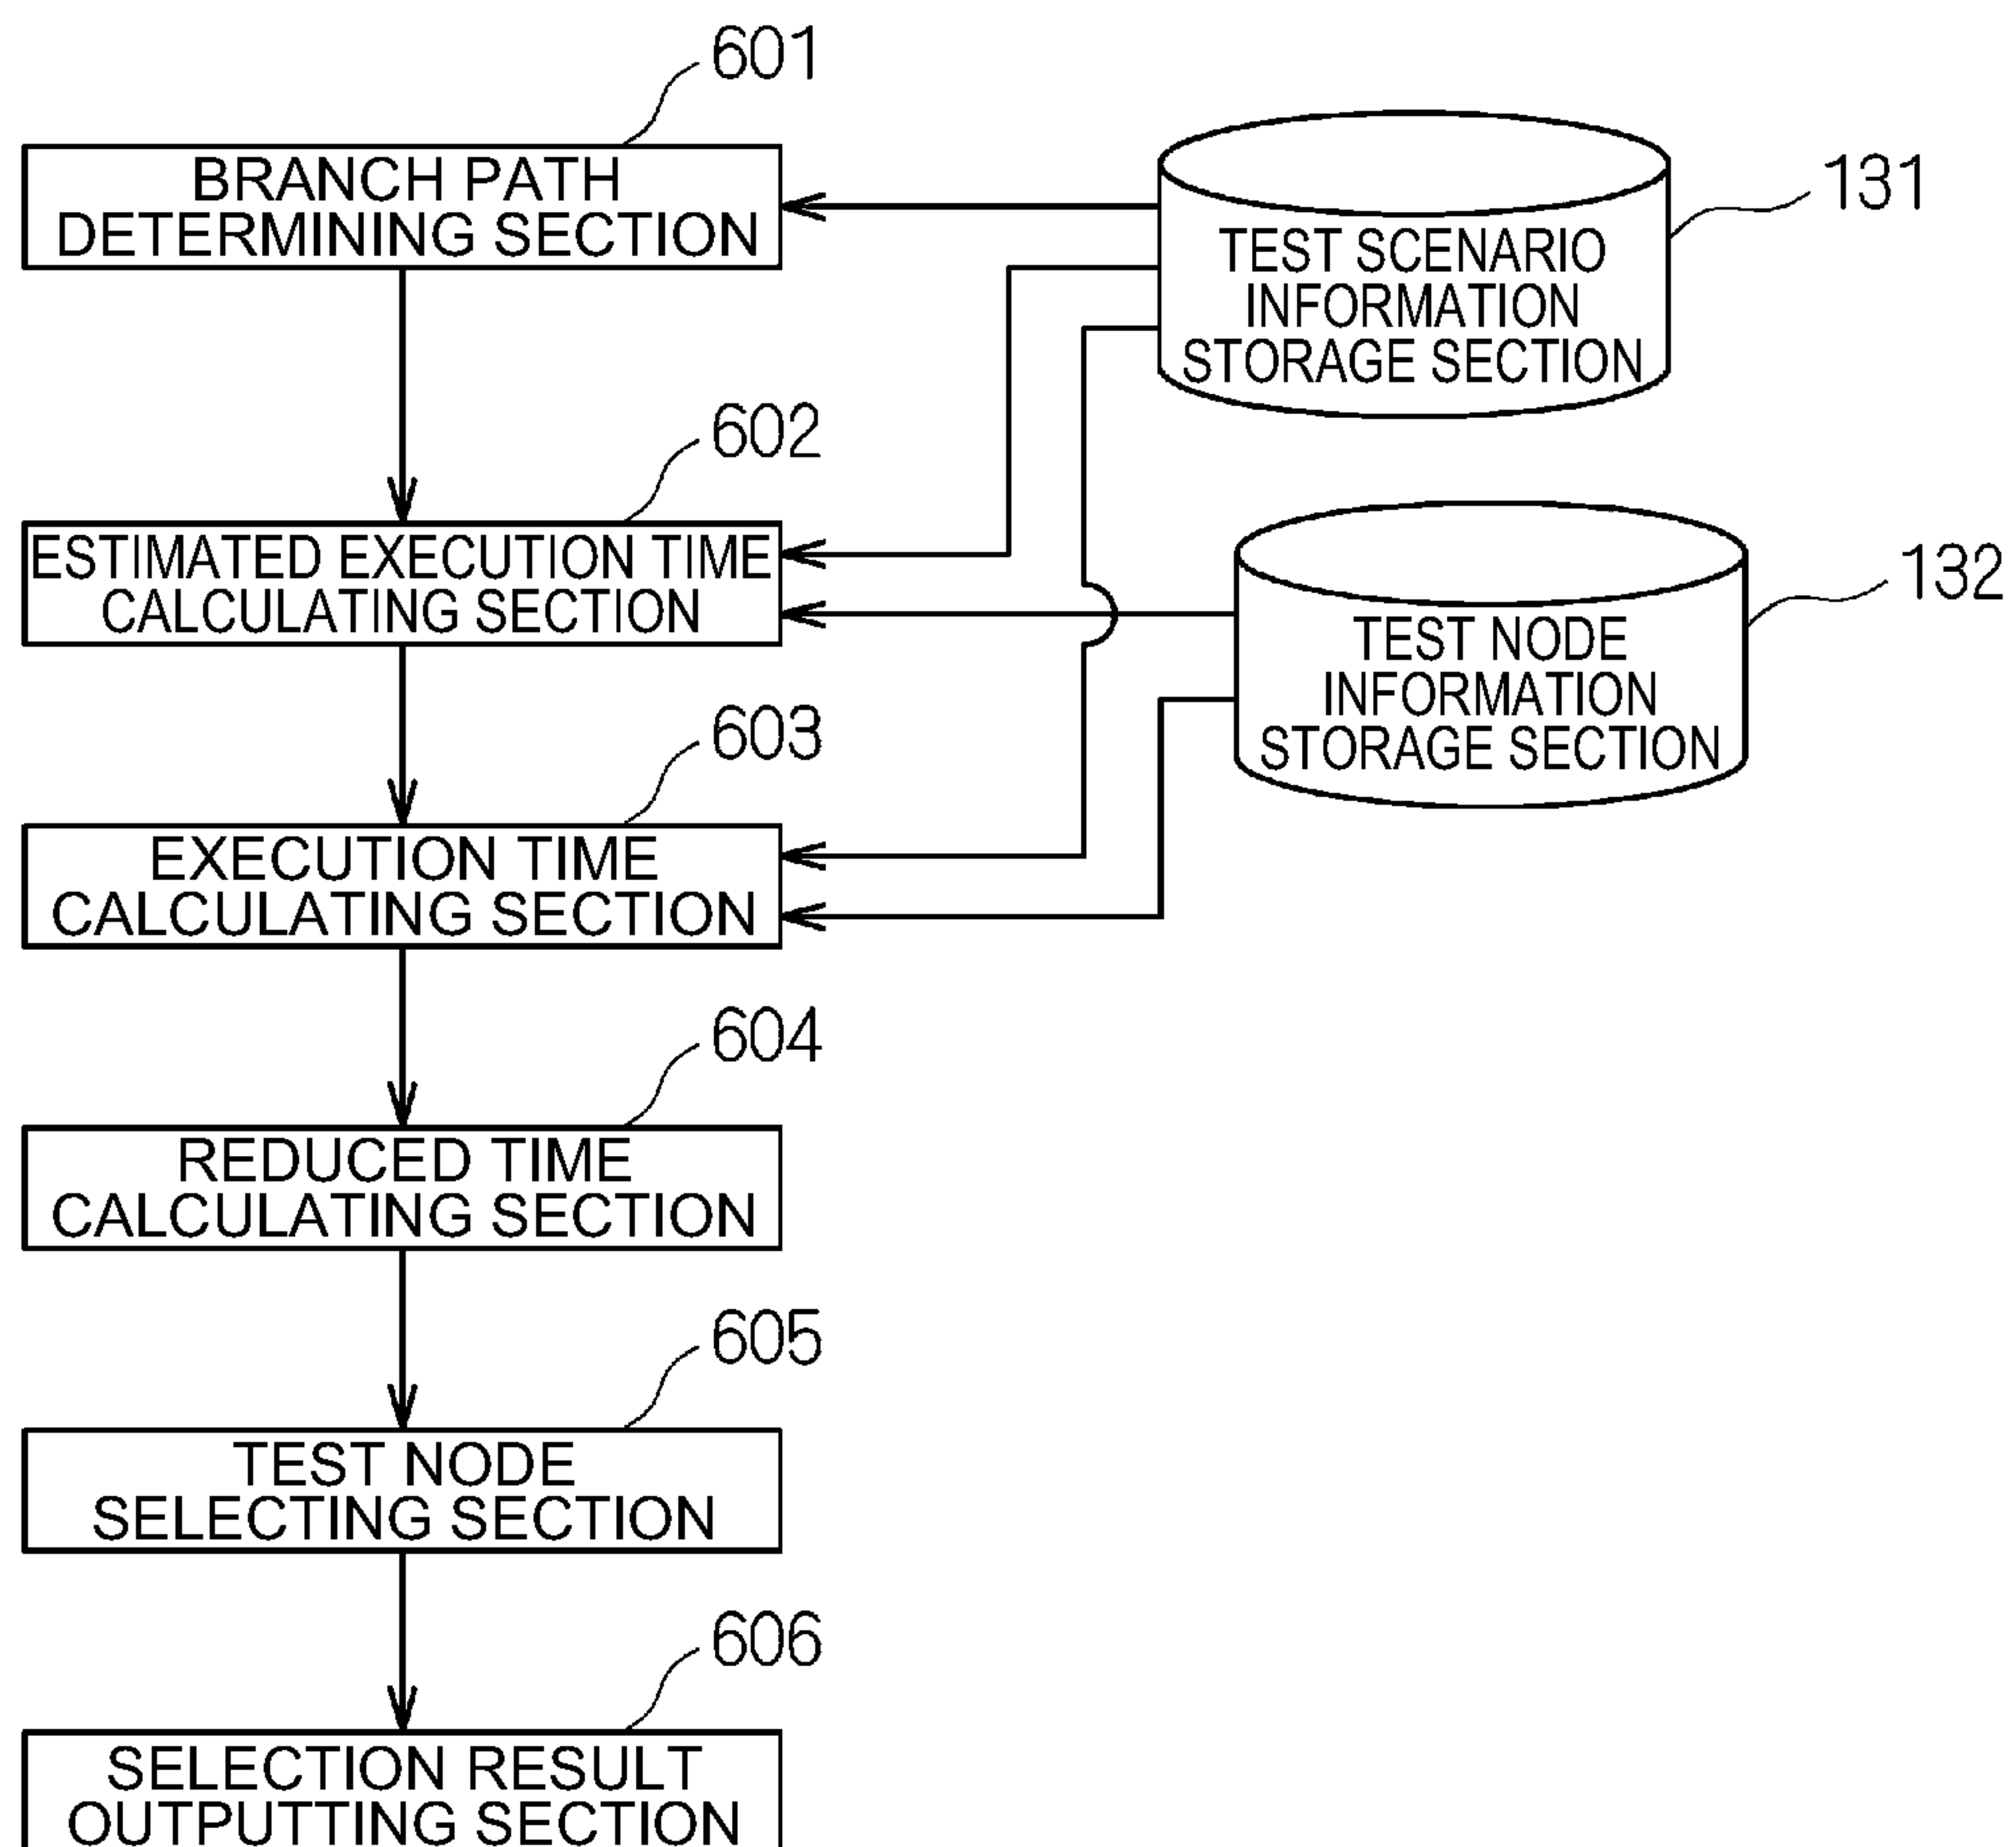 601
BRANCH PATH
DETERMINING SECTION
131
TEST SCENARIO
INFORMATION
STORAGE SECTION
602
ESTIMATED EXECUTION TIME
CALCULATING SECTION
132
TEST NODE
INFORMATION
STORAGE SECTION
603
EXECUTION TIME
CALCULATING SECTION
604
REDUCED TIME
CALCULATING SECTION
605
TEST NODE
SELECTING SECTION
606
SELECTION RESULT
OUTPUTTING SECTION